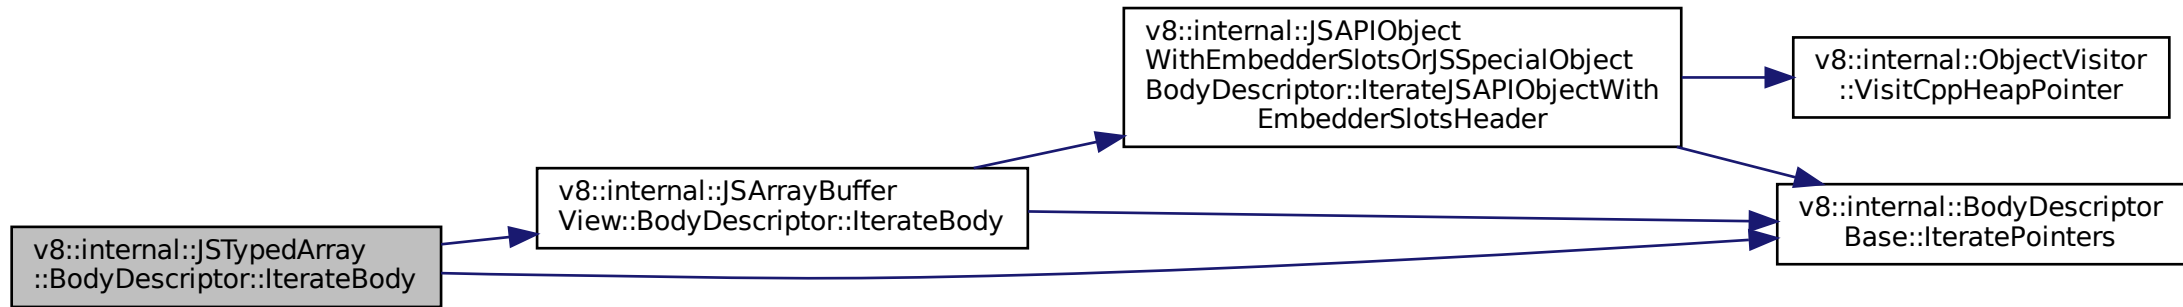 v8::internal::JSAPIObject
WithEmbedderSlotsOrJSSpecialObject
BodyDescriptor::IterateJSAPIObjectWith
EmbedderSlotsHeader
v8::internal::ObjectVisitor
::VisitCppHeapPointer
v8::internal::JSArrayBuffer
View::BodyDescriptor::IterateBody
v8::internal::BodyDescriptor
Base::IteratePointers
v8::internal::JSTypedArray
::BodyDescriptor::IterateBody